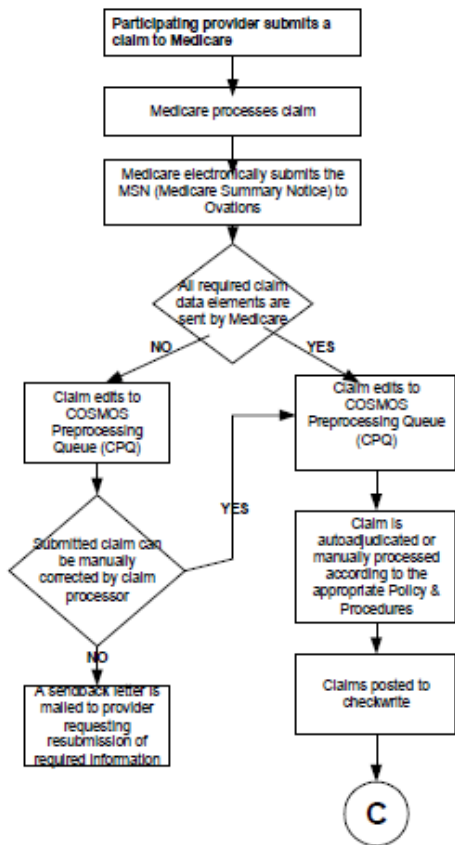 Participating provider submits a
claim to Medicare
Medicare processes claim
Medicare electronically submits the
MSN (Medicare Summary Notice) to
Ovations
All required claim
data elements are
sent by Medicare
NO
YES
Claim edits to
COSMOS
Preprocessing
Queue (CPQ)
Claim edits to
COSMOS
Preprocessing Queue
(CPQ)
YES
Submitted claim can
be manually
corrected by claim
processor
Claim is
autoadjudicated or
manually processed
according to the
appropriate Policy &
Procedures
NO
A sendback letter is
mailed to provider
requesting
resubmission of
required information
Claims posted to
checkwrite
C